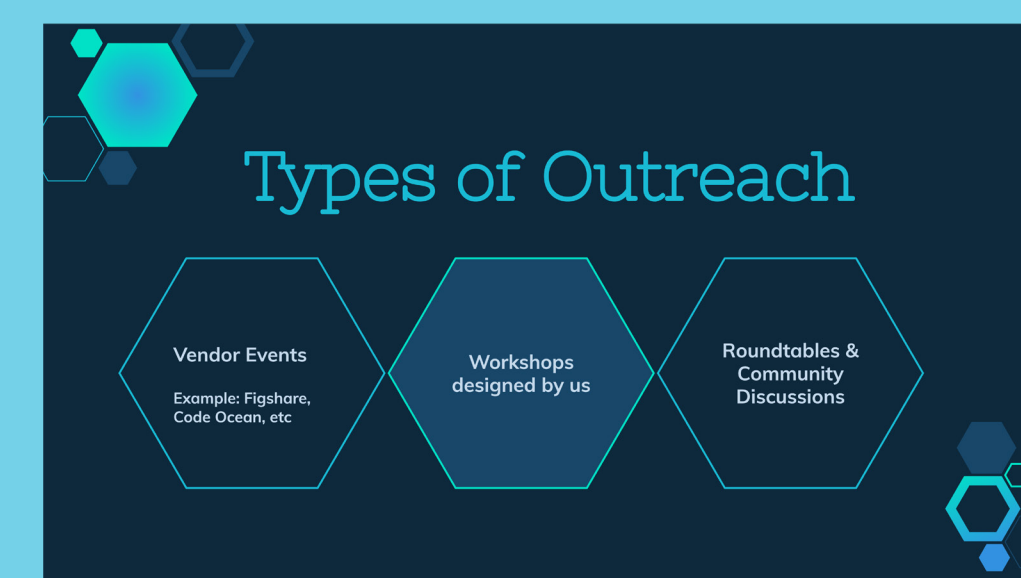 Types of Outreach
Vendor Events
Example: Figshare,
Code Ocean, etc
Workshops
designed by us
Roundtables &
Community
Discussions